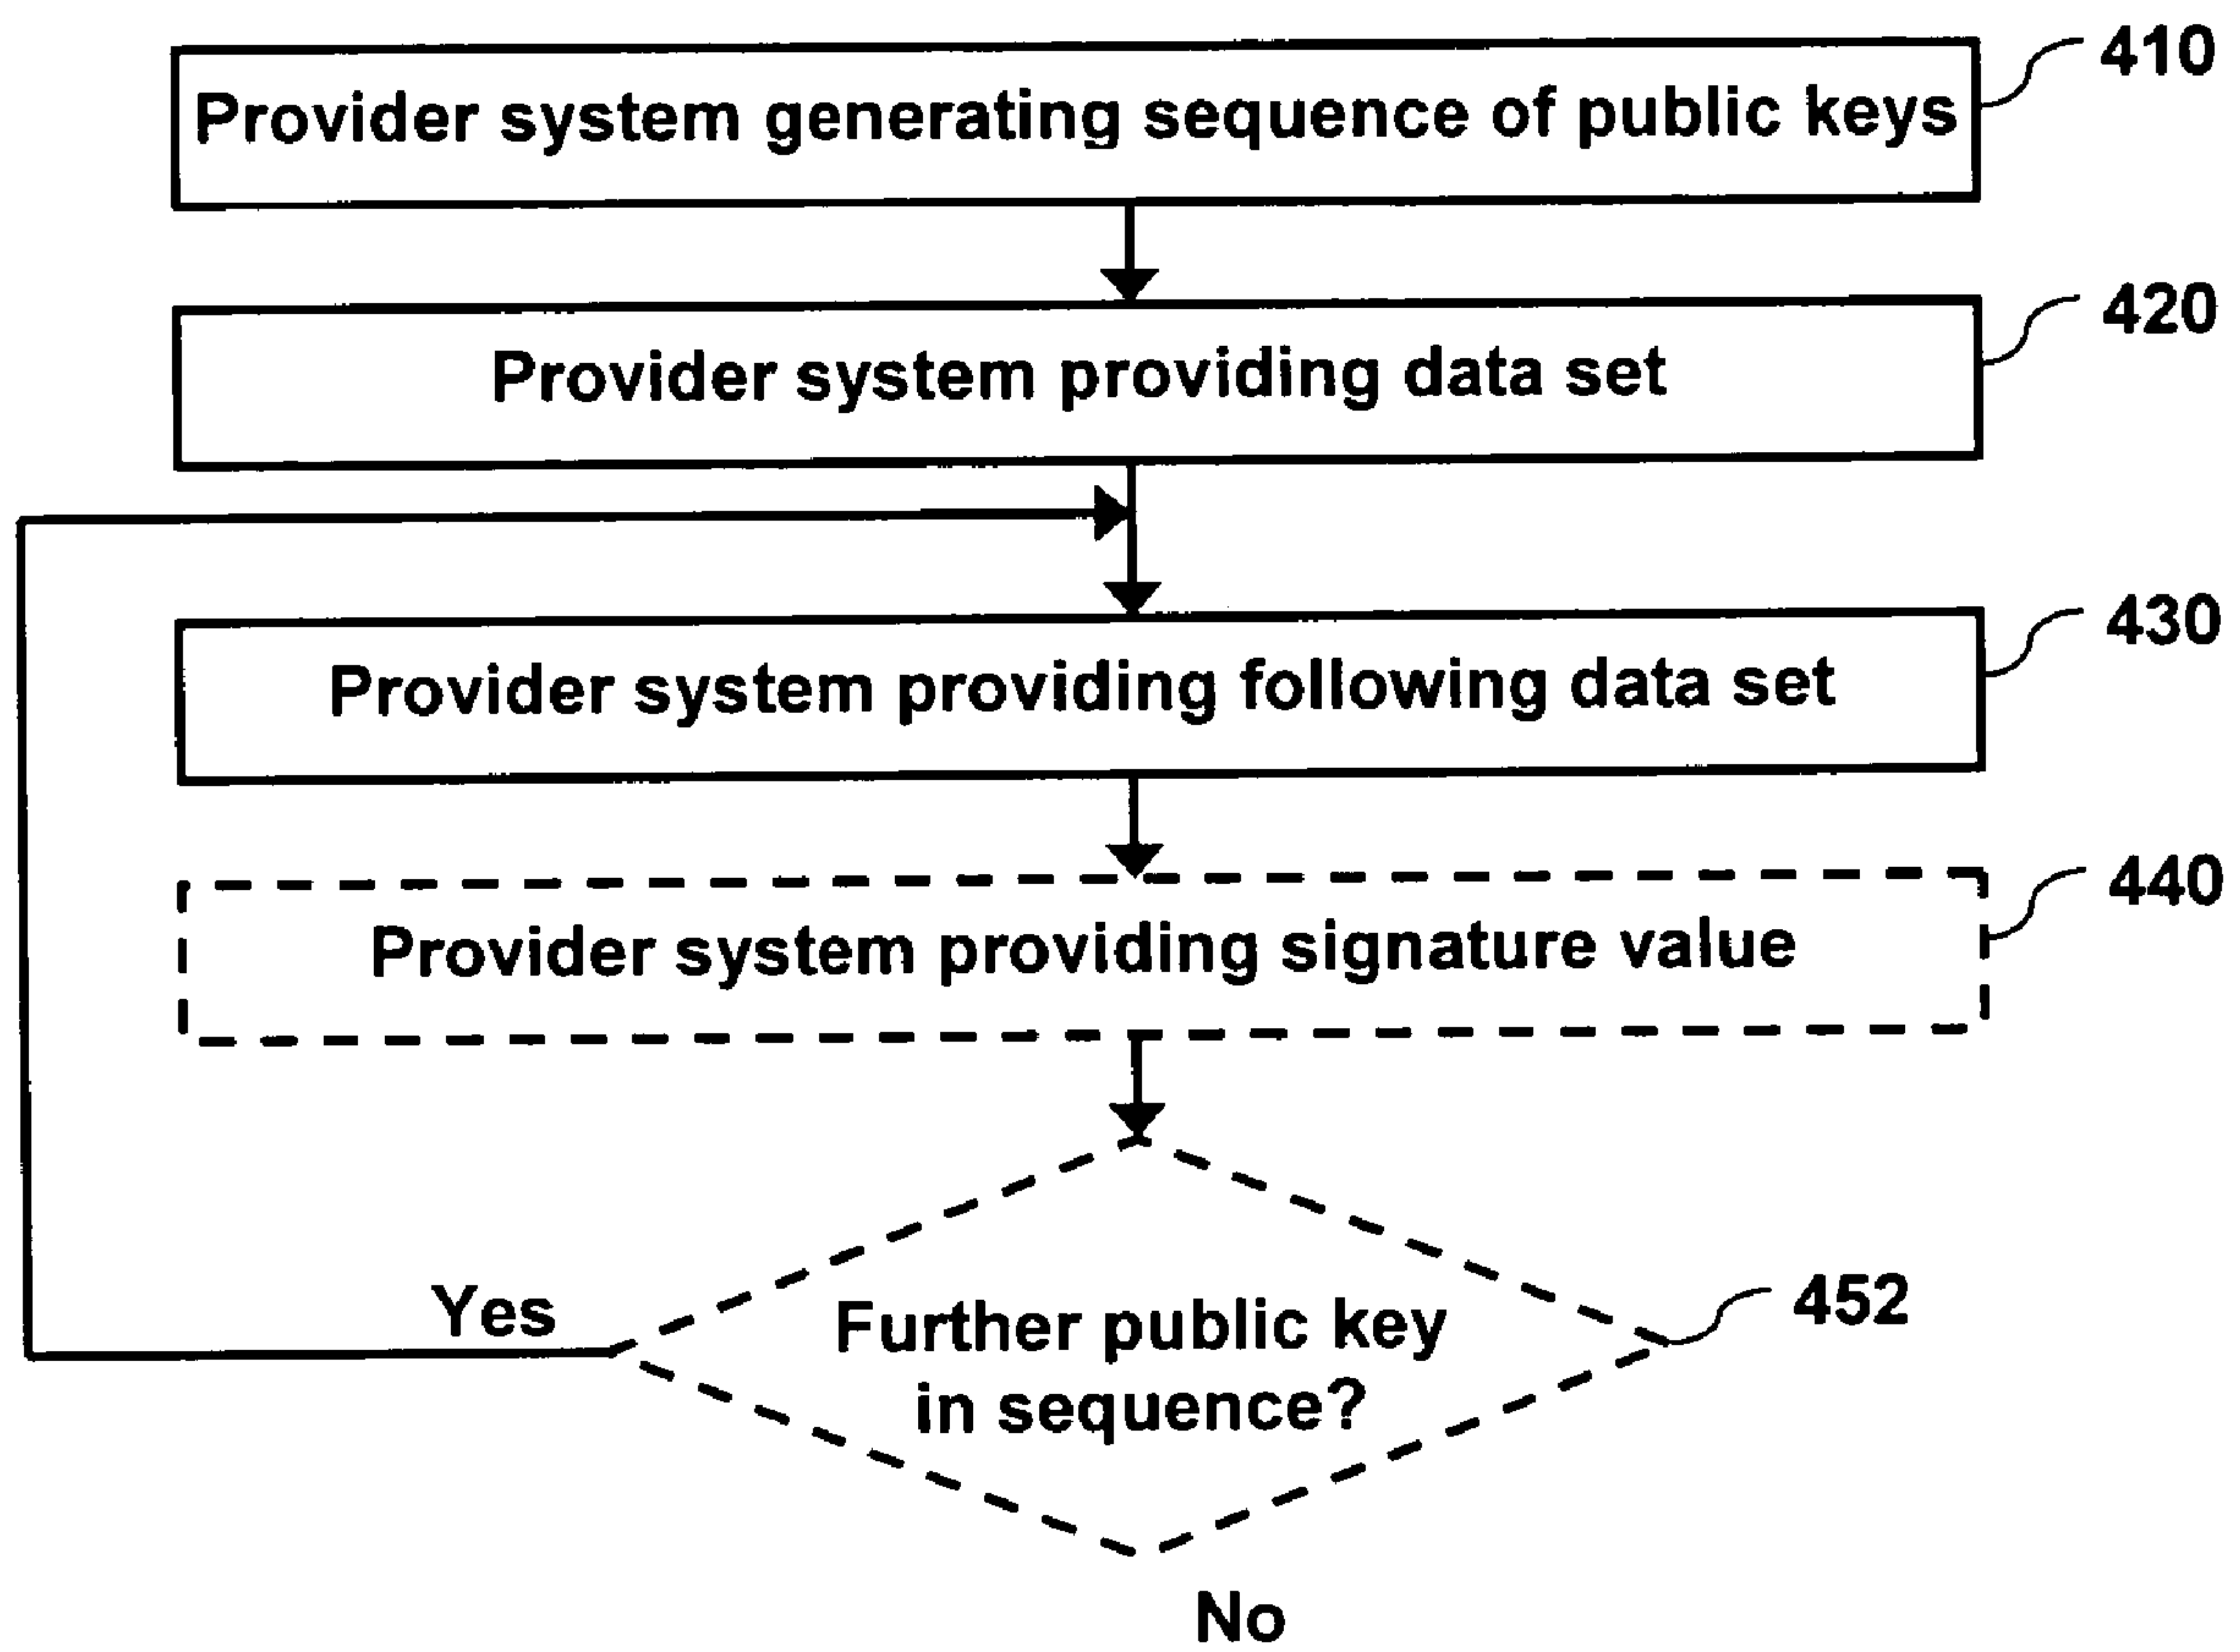 Provider system generating sequence of public keys
410
Provider system providing data set
420
Provider system providing following data set
430
Provider system providing signature value
440
Yes
Further public key
in sequence?
452
No